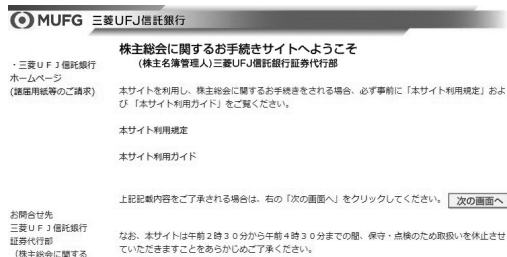 MUFG 三菱UFJ信託銀行
株主総会に関するお手続きサイトへようこそ
(株主名簿管理人)三菱UFJ信託銀行証券代行部
・三菱ＵＦＪ信託銀行
ホームページ
(諸届用紙等のご請求)
本サイトを利用し、株主総会に関するお手続きをされる場合、必ず事前に「本サイト利用規定」およ
び 「本サイト利用ガイド」をご覧ください。
本サイト利用規定
本サイト利用ガイド
上記記載内容をご了承される場合は、右の「次の画面へ」をクリックしてください。 次の画面へ
お問合せ先
三菱ＵＦＪ信託銀行
証券代行部
(株主総会に関する
なお、本サイトは午前２時３０分から午前４時３０分までの間、保守・点検のため取扱いを休止させ
ていただきますことをあらかじめご了承ください。